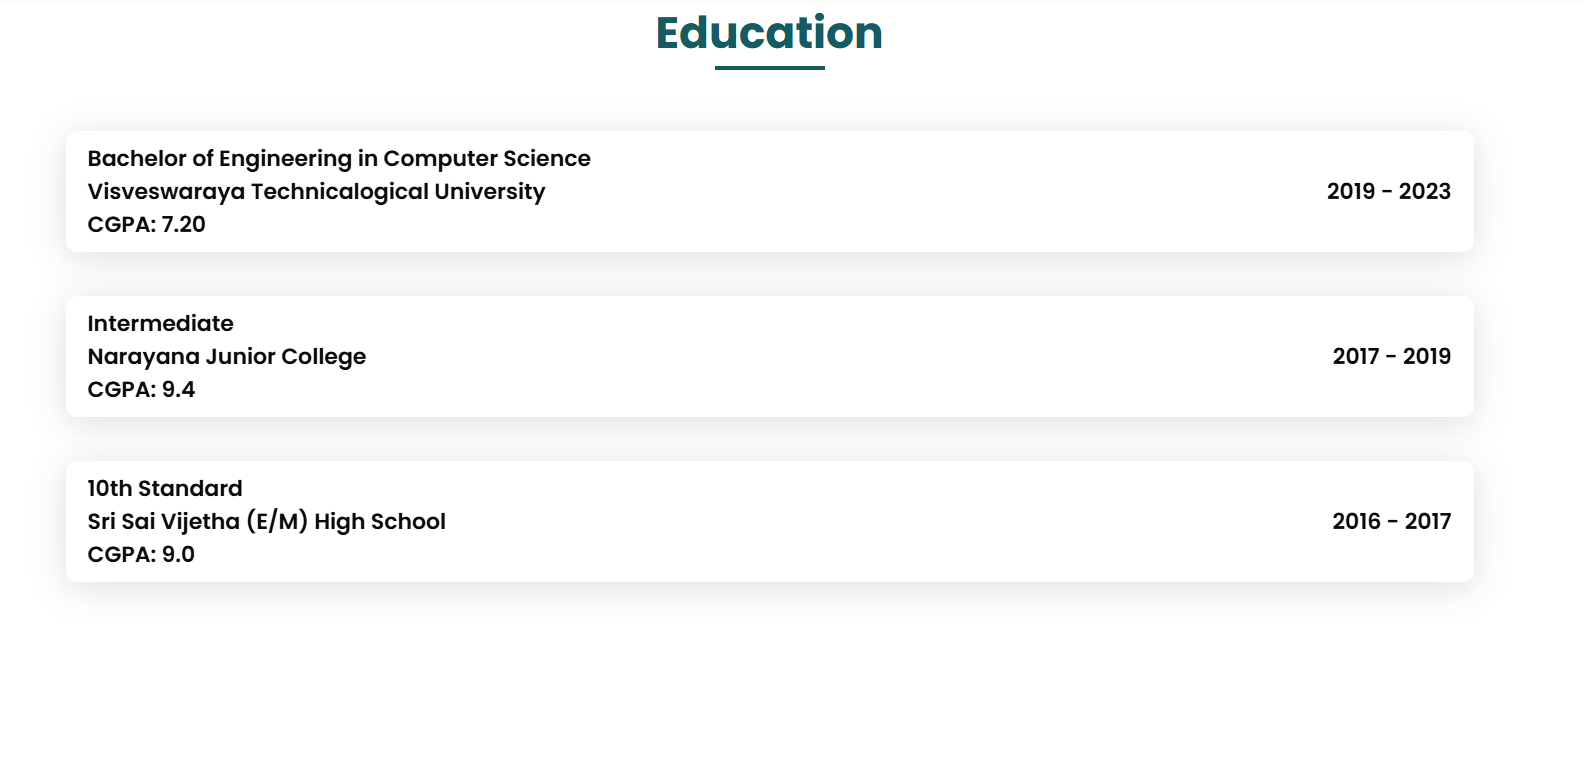 Education
Bachelor of Engineering in Computer Science
Visveswaraya Technicalogical University
2019 - 2023
CGPA: 7.20
Intermediate
Narayana Junior College
2017 - 2019
CGPA: 9.4
10th Standard
Sri Sai Vijetha (E/M) High School
2016 - 2017
CGPA: 9.0